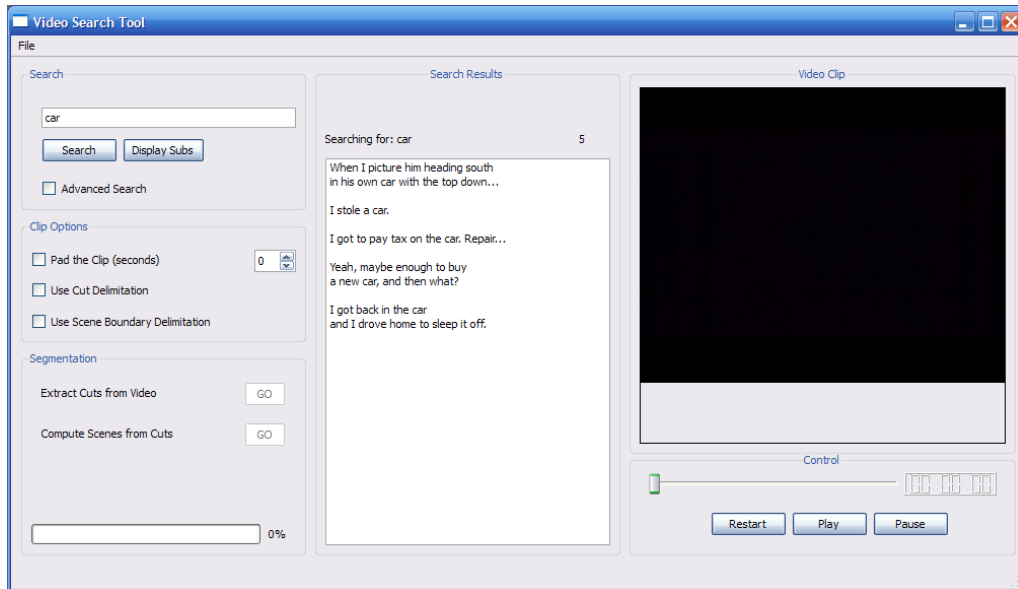 Video Search Tool
File
Search
car
Search
Display Subs
Advanced Search
Clip Options
Pad the Clip (seconds)
0
Use Cut Delimitation
Use Scene Boundary Delimitation
Segmentation
Extract Cuts from Video
GO
Compute Scenes from Cuts
GO
0%
Search Results
Searching for: car
5
When I picture him heading south
in his own car with the top down...
I stole a car.
I got to pay tax on the car. Repair...
Yeah, maybe enough to buy
a new car, and then what?
I got back in the car
and I drove home to sleep it off.
Video Clip
Control
00:00:00
Restart
Play
Pause